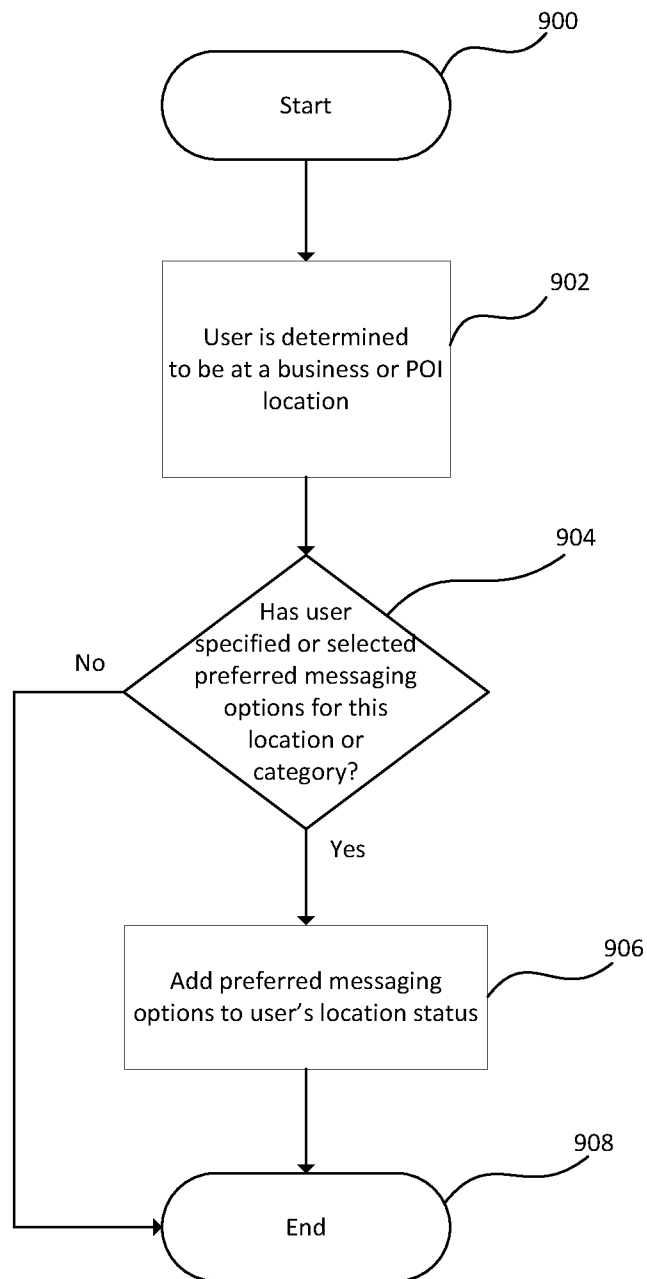 900
Start
902
User is determined
to be at a business or POI
location
904
Has user
specified or selected
preferred messaging
options for this
location or
category?
No
Yes
906
Add preferred messaging
options to user’s location status
908
End